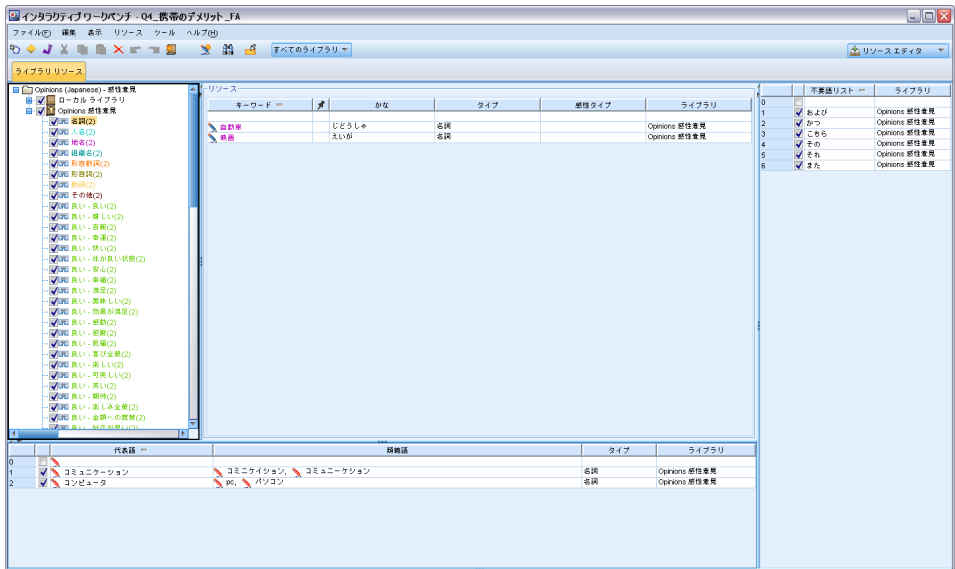 インタラクティブ ワークベンチ - Q4_携帯のデメリット_FA
ファイル(F) 編集 表示 リソース ツール ヘルプ(H)
すべてのライブラリ
リソース エディタ
ライブラリ リソース
Opinions (Japanese) - 感性意見
ローカル ライブラリ
Opinions 感性意見
名詞(2)
人名(2)
地名(2)
組織名(2)
形容動詞(2)
形容詞(2)
動詞(2)
その他(2)
良い - 良い(2)
良い - 嬉しい(2)
良い - 吉報(2)
良い - 幸運(2)
良い - 快い(2)
良い - 体が良い状態(2)
良い - 安心(2)
良い - 幸福(2)
良い - 満足(2)
良い - 美味しい(2)
良い - 効果が満足(2)
良い - 感動(2)
良い - 感謝(2)
良い - 祝福(2)
良い - 喜び全般(2)
良い - 楽しい(2)
良い - 可笑しい(2)
良い - 笑い(2)
良い - 期待(2)
良い - 楽しみ全般(2)
良い - 金額への賞賛(2)
リソース
キーワード かな タイプ 感性タイプ ライブラリ
自動車 じどうしゃ 名詞 Opinions 感性意見
映画 えいが 名詞 Opinions 感性意見
不要語リスト ライブラリ
0
1 および Opinions 感性意見
2 かつ Opinions 感性意見
3 こちら Opinions 感性意見
4 その Opinions 感性意見
5 それ Opinions 感性意見
6 また Opinions 感性意見
代表語 類義語 タイプ ライブラリ
0
1 コミュニケーション コミニケイション, コミュニーケション 名詞 Opinions 感性意見
2 コンピュータ pc, パソコン 名詞 Opinions 感性意見